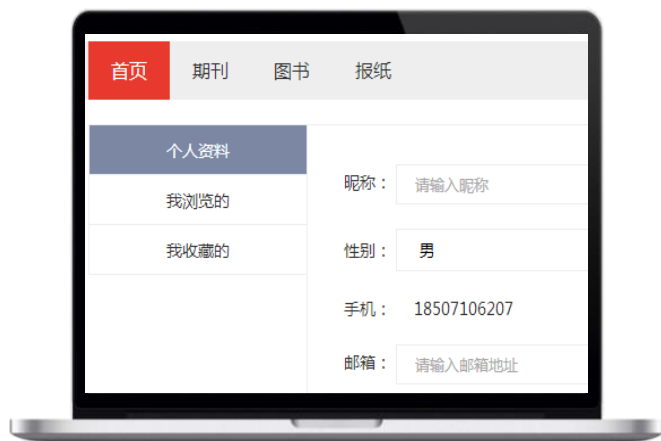 首页 期刊 图书 报纸
个人资料
我浏览的
我收藏的
昵称： 请输入昵称
性别： 男
手机： 18507106207
邮箱： 请输入邮箱地址